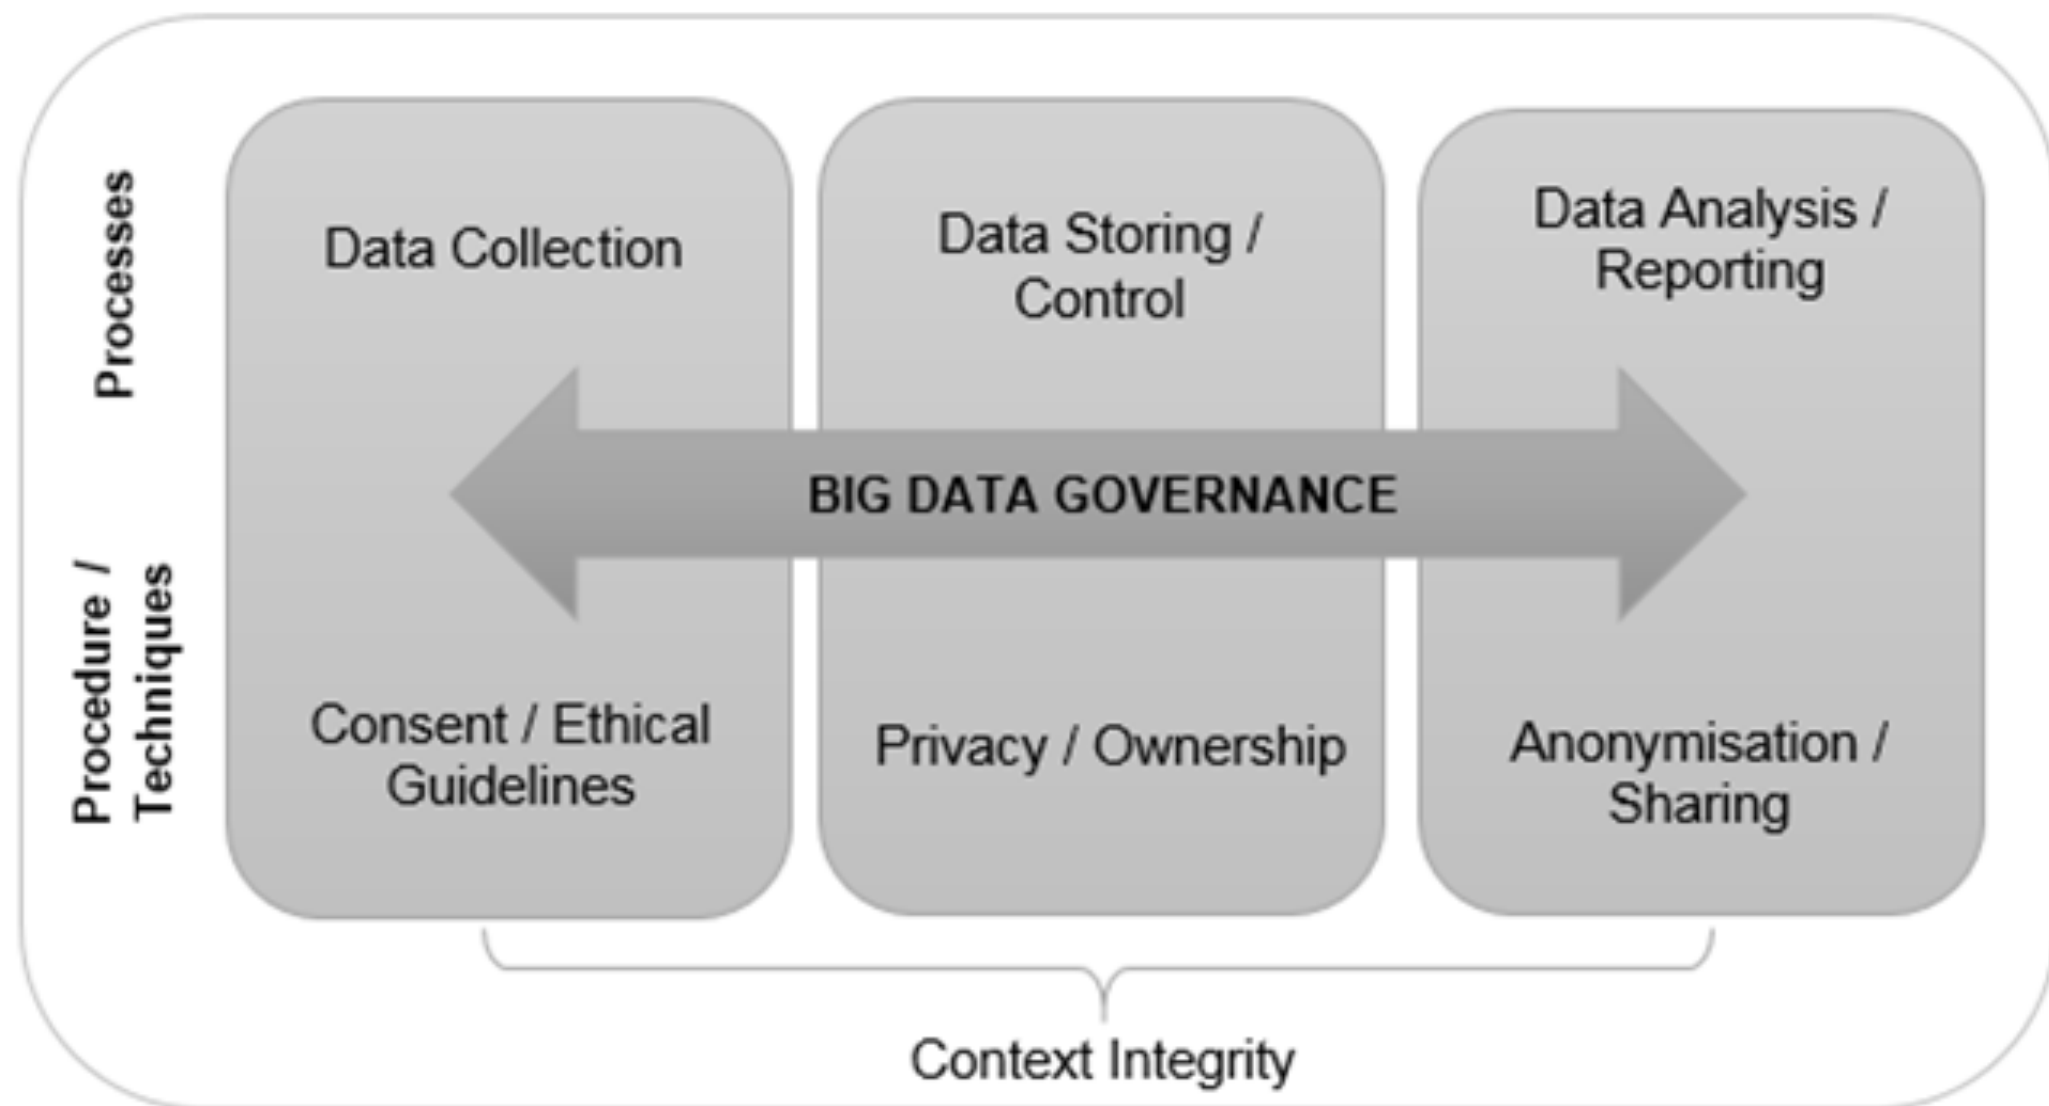 Processes
Data Collection
Data Storing /
Control
Data Analysis /
Reporting
BIG DATA GOVERNANCE
Procedure /
Techniques
Consent / Ethical
Guidelines
Privacy / Ownership
Anonymisation /
Sharing
Context Integrity